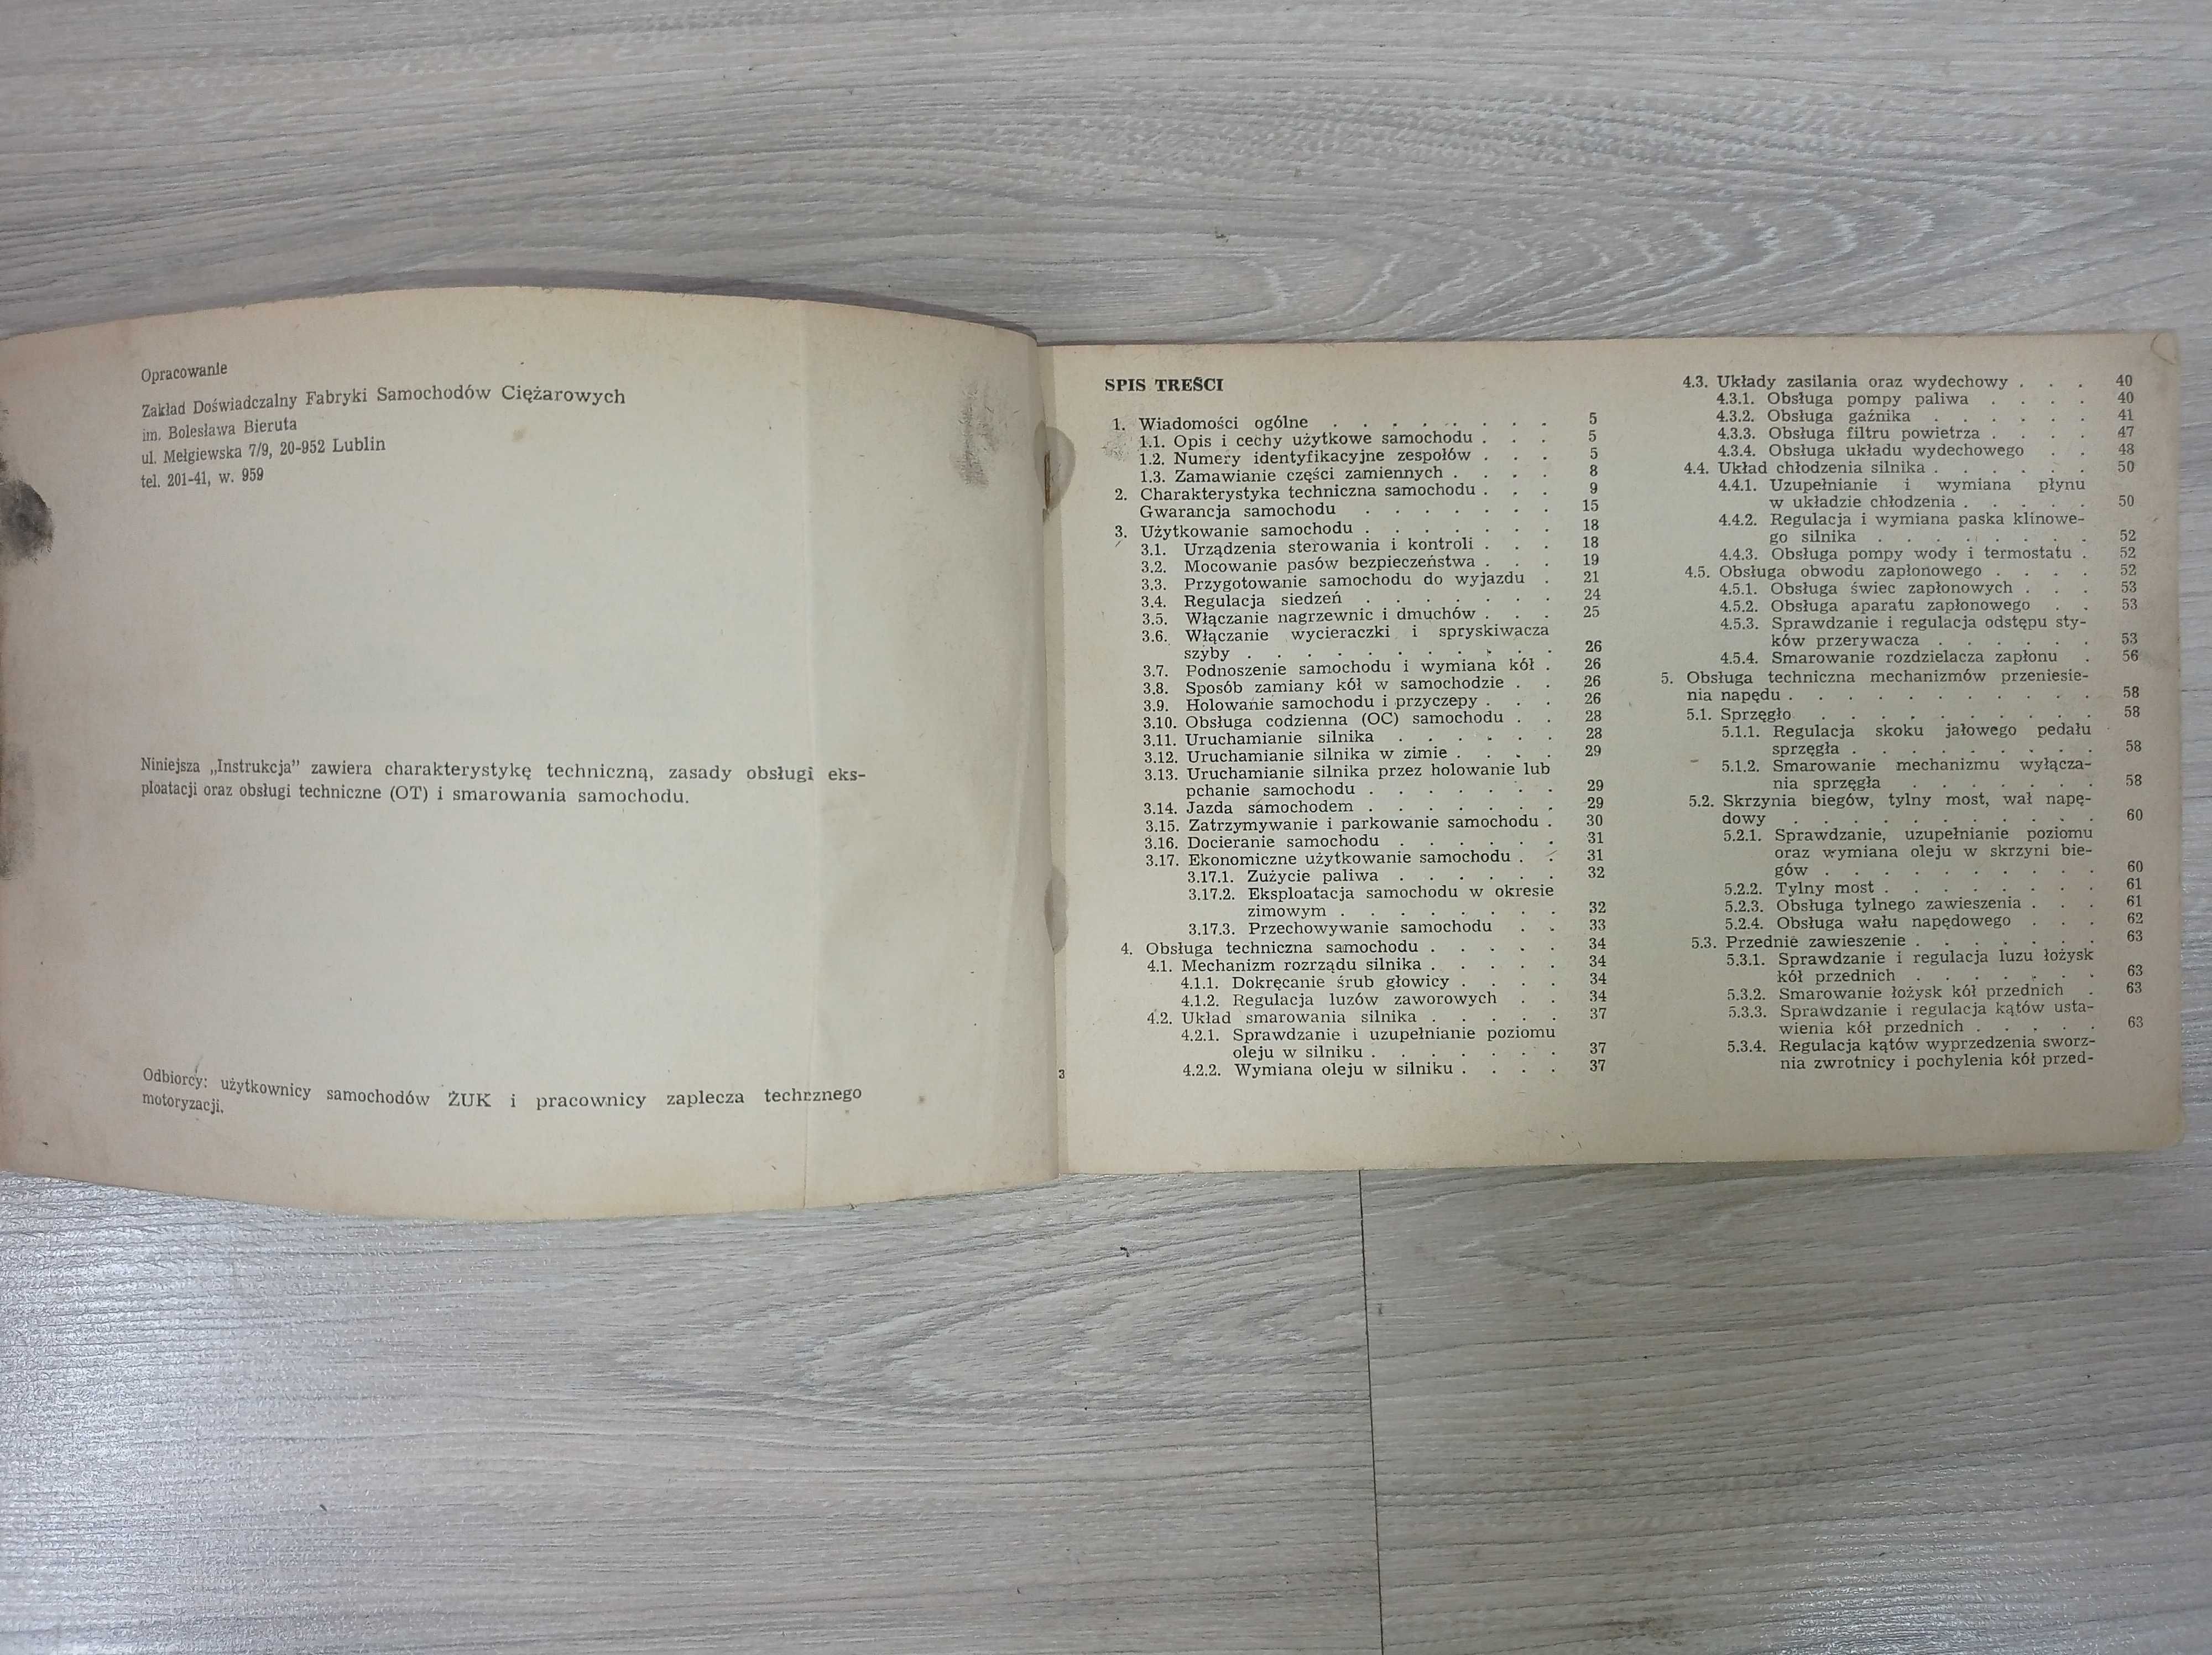 Opracowanie
Zakład Doświadczalny Fabryki Samochodów Ciężarowych
im. Bolesława Bieruta
ul. Mełgiewska 7/9, 20-952 Lublin
tel. 201-41, w. 959
Niniejsza „Instrukcja” zawiera charakterystykę techniczną, zasady obsługi eks-
ploatacji oraz obsługi techniczne (OT) i smarowania samochodu.
Odbiorcy: użytkownicy samochodów ŻUK i pracownicy zaplecza technznego
motoryzacji.
SPIS TREŚCI
1. Wiadomości ogólne . . . . . . . . 5
1.1. Opis i cechy użytkowe samochodu . . . 5
1.2. Numery identyfikacyjne zespołów . . . 5
1.3. Zamawianie części zamiennych . . . . 8
2. Charakterystyka techniczna samochodu . . . 9
Gwarancja samochodu . . . . . . . 15
3. Użytkowanie samochodu . . . . . . . 18
3.1. Urządzenia sterowania i kontroli . . . 18
3.2. Mocowanie pasów bezpieczeństwa . . . 19
3.3. Przygotowanie samochodu do wyjazdu . 21
3.4. Regulacja siedzeń . . . . . . . 24
3.5. Włączanie nagrzewnic i dmuchów . . . 25
3.6. Włączanie wycieraczki i spryskiwacza
szyby . . . . . . . . . . 26
3.7. Podnoszenie samochodu i wymiana kół . 26
3.8. Sposób zamiany kół w samochodzie . . 26
3.9. Holowanie samochodu i przyczepy . . . 26
3.10. Obsługa codzienna (OC) samochodu . . 28
3.11. Uruchamianie silnika . . . . . . 28
3.12. Uruchamianie silnika w zimie . . . . 29
3.13. Uruchamianie silnika przez holowanie lub
pchanie samochodu . . . . . . . 29
3.14. Jazda samochodem . . . . . . . 29
3.15. Zatrzymywanie i parkowanie samochodu . 30
3.16. Docieranie samochodu . . . . . . 31
3.17. Ekonomiczne użytkowanie samochodu . . 31
3.17.1. Zużycie paliwa . . . . . . 32
3.17.2. Eksploatacja samochodu w okresie
zimowym . . . . . . . . 32
3.17.3. Przechowywanie samochodu . . 33
4. Obsługa techniczna samochodu . . . . . 34
4.1. Mechanizm rozrządu silnika . . . . . 34
4.1.1. Dokręcanie śrub głowicy . . . . 34
4.1.2. Regulacja luzów zaworowych . . 34
4.2. Układ smarowania silnika . . . . . 37
4.2.1. Sprawdzanie i uzupełnianie poziomu
oleju w silniku . . . . . . . 37
4.2.2. Wymiana oleju w silniku . . . . 37
3
4.3. Układy zasilania oraz wydechowy . . . 40
4.3.1. Obsługa pompy paliwa . . . . 40
4.3.2. Obsługa gaźnika . . . . . . 41
4.3.3. Obsługa filtru powietrza . . . . 47
4.3.4. Obsługa układu wydechowego . . 48
4.4. Układ chłodzenia silnika . . . . . . 50
4.4.1. Uzupełnianie i wymiana płynu
w układzie chłodzenia . . . . . 50
4.4.2. Regulacja i wymiana paska klinowe-
go silnika . . . . . . . . 52
4.4.3. Obsługa pompy wody i termostatu . 52
4.5. Obsługa obwodu zapłonowego . . . . 52
4.5.1. Obsługa świec zapłonowych . . . 53
4.5.2. Obsługa aparatu zapłonowego . . 53
4.5.3. Sprawdzanie i regulacja odstępu sty-
ków przerywacza . . . . . . 53
4.5.4. Smarowanie rozdzielacza zapłonu . 56
5. Obsługa techniczna mechanizmów przeniesie-
nia napędu . . . . . . . . . . 58
5.1. Sprzęgło . . . . . . . . . . 58
5.1.1. Regulacja skoku jałowego pedału
sprzęgła . . . . . . . . . 58
5.1.2. Smarowanie mechanizmu wyłącza-
nia sprzęgła . . . . . . . 58
5.2. Skrzynia biegów, tylny most, wał napę-
dowy . . . . . . . . . . 60
5.2.1. Sprawdzanie, uzupełnianie poziomu
oraz wymiana oleju w skrzyni bie-
gów . . . . . . . . . . 60
5.2.2. Tylny most . . . . . . . . 61
5.2.3. Obsługa tylnego zawieszenia . . . 61
5.2.4. Obsługa wału napędowego . . . 62
5.3. Przednie zawieszenie . . . . . . . 63
5.3.1. Sprawdzanie i regulacja luzu łożysk
kół przednich . . . . . . . 63
5.3.2. Smarowanie łożysk kół przednich . 63
5.3.3. Sprawdzanie i regulacja kątów usta-
wienia kół przednich . . . . . 63
5.3.4. Regulacja kątów wyprzedzenia sworz-
nia zwrotnicy i pochylenia kół przed-